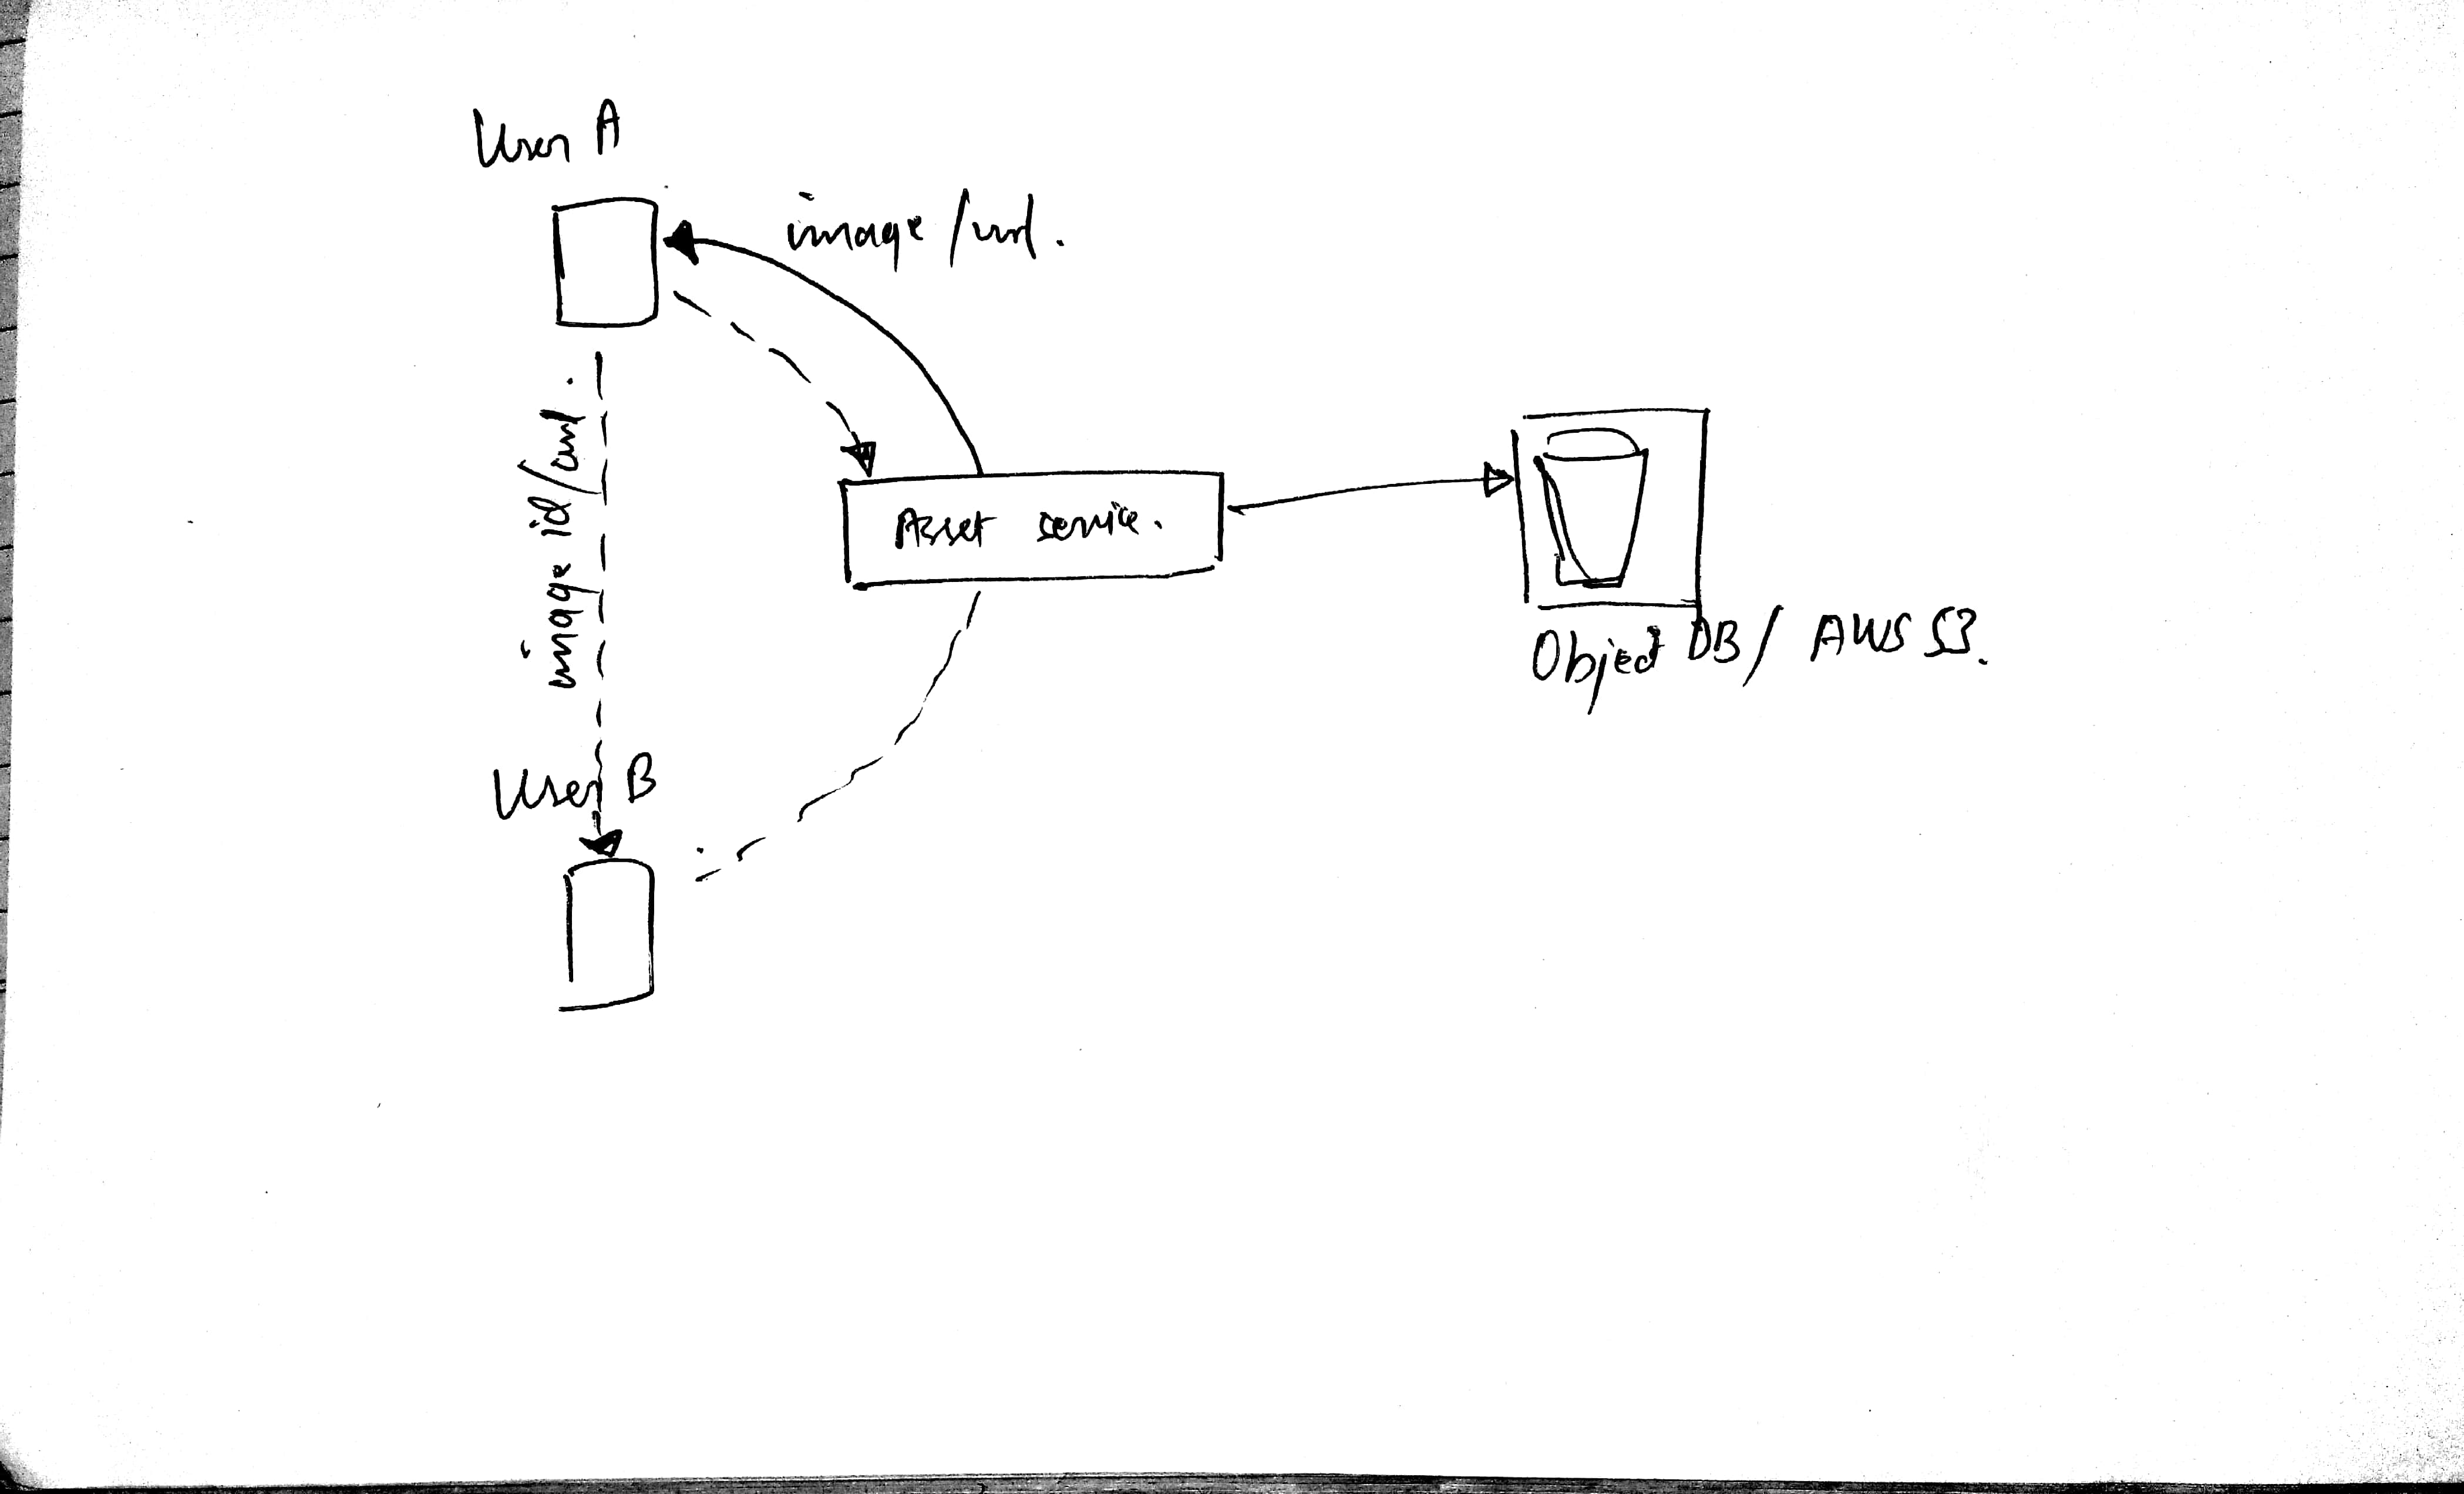 User A
image/url.
image id/url.
Asset service.
Object DB/ AWS S3.
User B